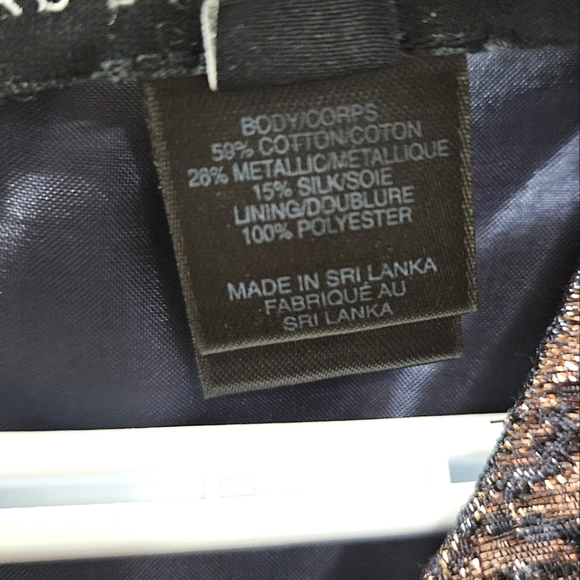 BODY/CORPS
59% COTTON/COTON
26% METALLIC/METALLIQUE
15% SILK/SOIE
LINING/DOUBLURE
100% POLYESTER
MADE IN SRI LANKA
FABRIQUÉ AU
SRI LANKA